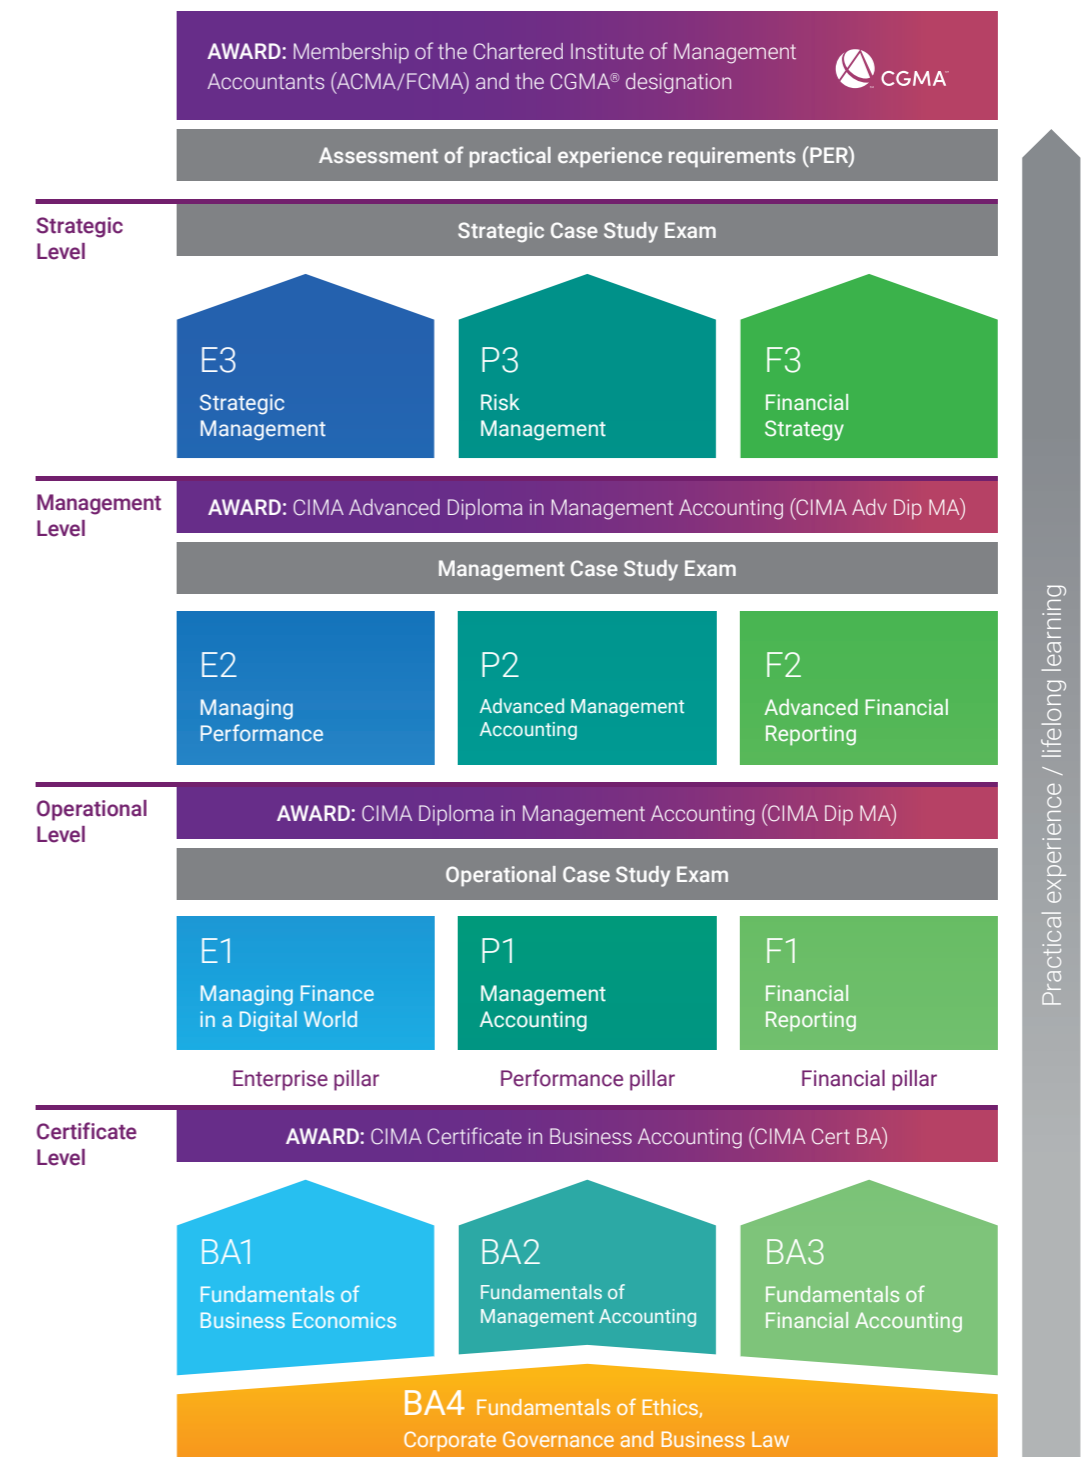 AWARD: Membership of the Chartered Institute of Management
Accountants (ACMA/FCMA) and the CGMA® designation
CGMA™
Assessment of practical experience requirements (PER)
Strategic
Level
Strategic Case Study Exam
E3
Strategic
Management
P3
Risk
Management
F3
Financial
Strategy
Management
Level
AWARD: CIMA Advanced Diploma in Management Accounting (CIMA Adv Dip MA)
Management Case Study Exam
E2
Managing
Performance
P2
Advanced Management
Accounting
F2
Advanced Financial
Reporting
Operational
Level
AWARD: CIMA Diploma in Management Accounting (CIMA Dip MA)
Operational Case Study Exam
E1
Managing Finance
in a Digital World
P1
Management
Accounting
F1
Financial
Reporting
Enterprise pillar
Performance pillar
Financial pillar
Certificate
Level
AWARD: CIMA Certificate in Business Accounting (CIMA Cert BA)
BA1
Fundamentals of
Business Economics
BA2
Fundamentals of
Management Accounting
BA3
Fundamentals of
Financial Accounting
BA4 Fundamentals of Ethics,
Corporate Governance and Business Law
Practical experience / lifelong learning